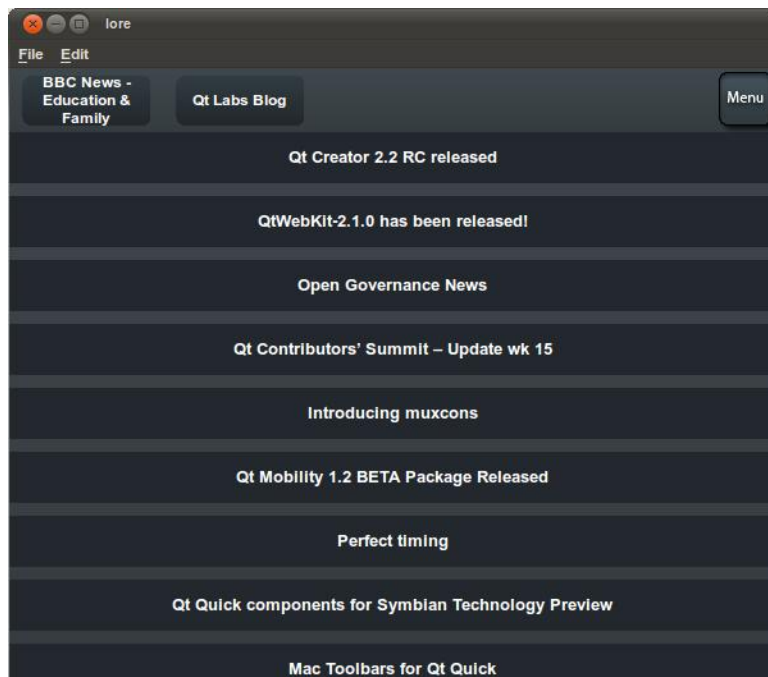 lore
File Edit
BBC News -
Education &
Family
Qt Labs Blog
Menu
Qt Creator 2.2 RC released
QtWebKit-2.1.0 has been released!
Open Governance News
Qt Contributors’ Summit – Update wk 15
Introducing muxcons
Qt Mobility 1.2 BETA Package Released
Perfect timing
Qt Quick components for Symbian Technology Preview
Mac Toolbars for Qt Quick